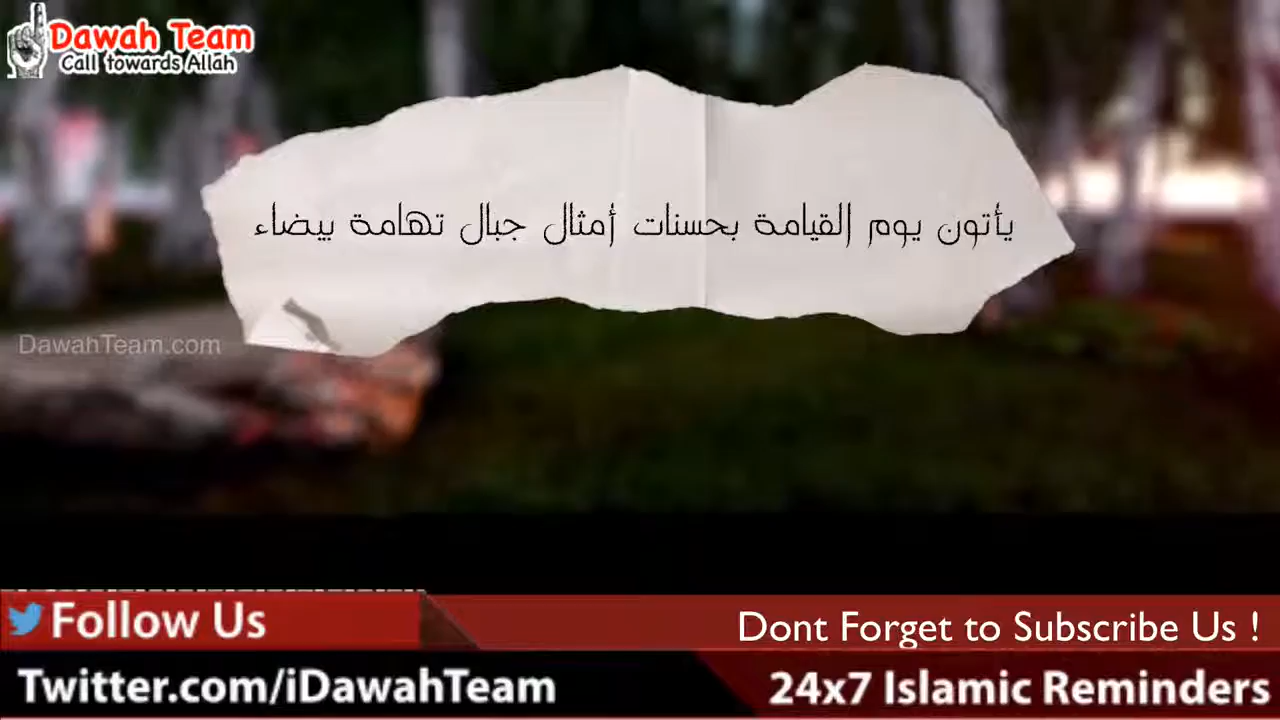 Dawah Team
Call towards Allah
يأتون يوم القيامة بحسنات أمثال جبال تهامة بيضاء
DawahTeam.com
Follow Us
Dont Forget to Subscribe Us !
Twitter.com/iDawahTeam
24x7 Islamic Reminders